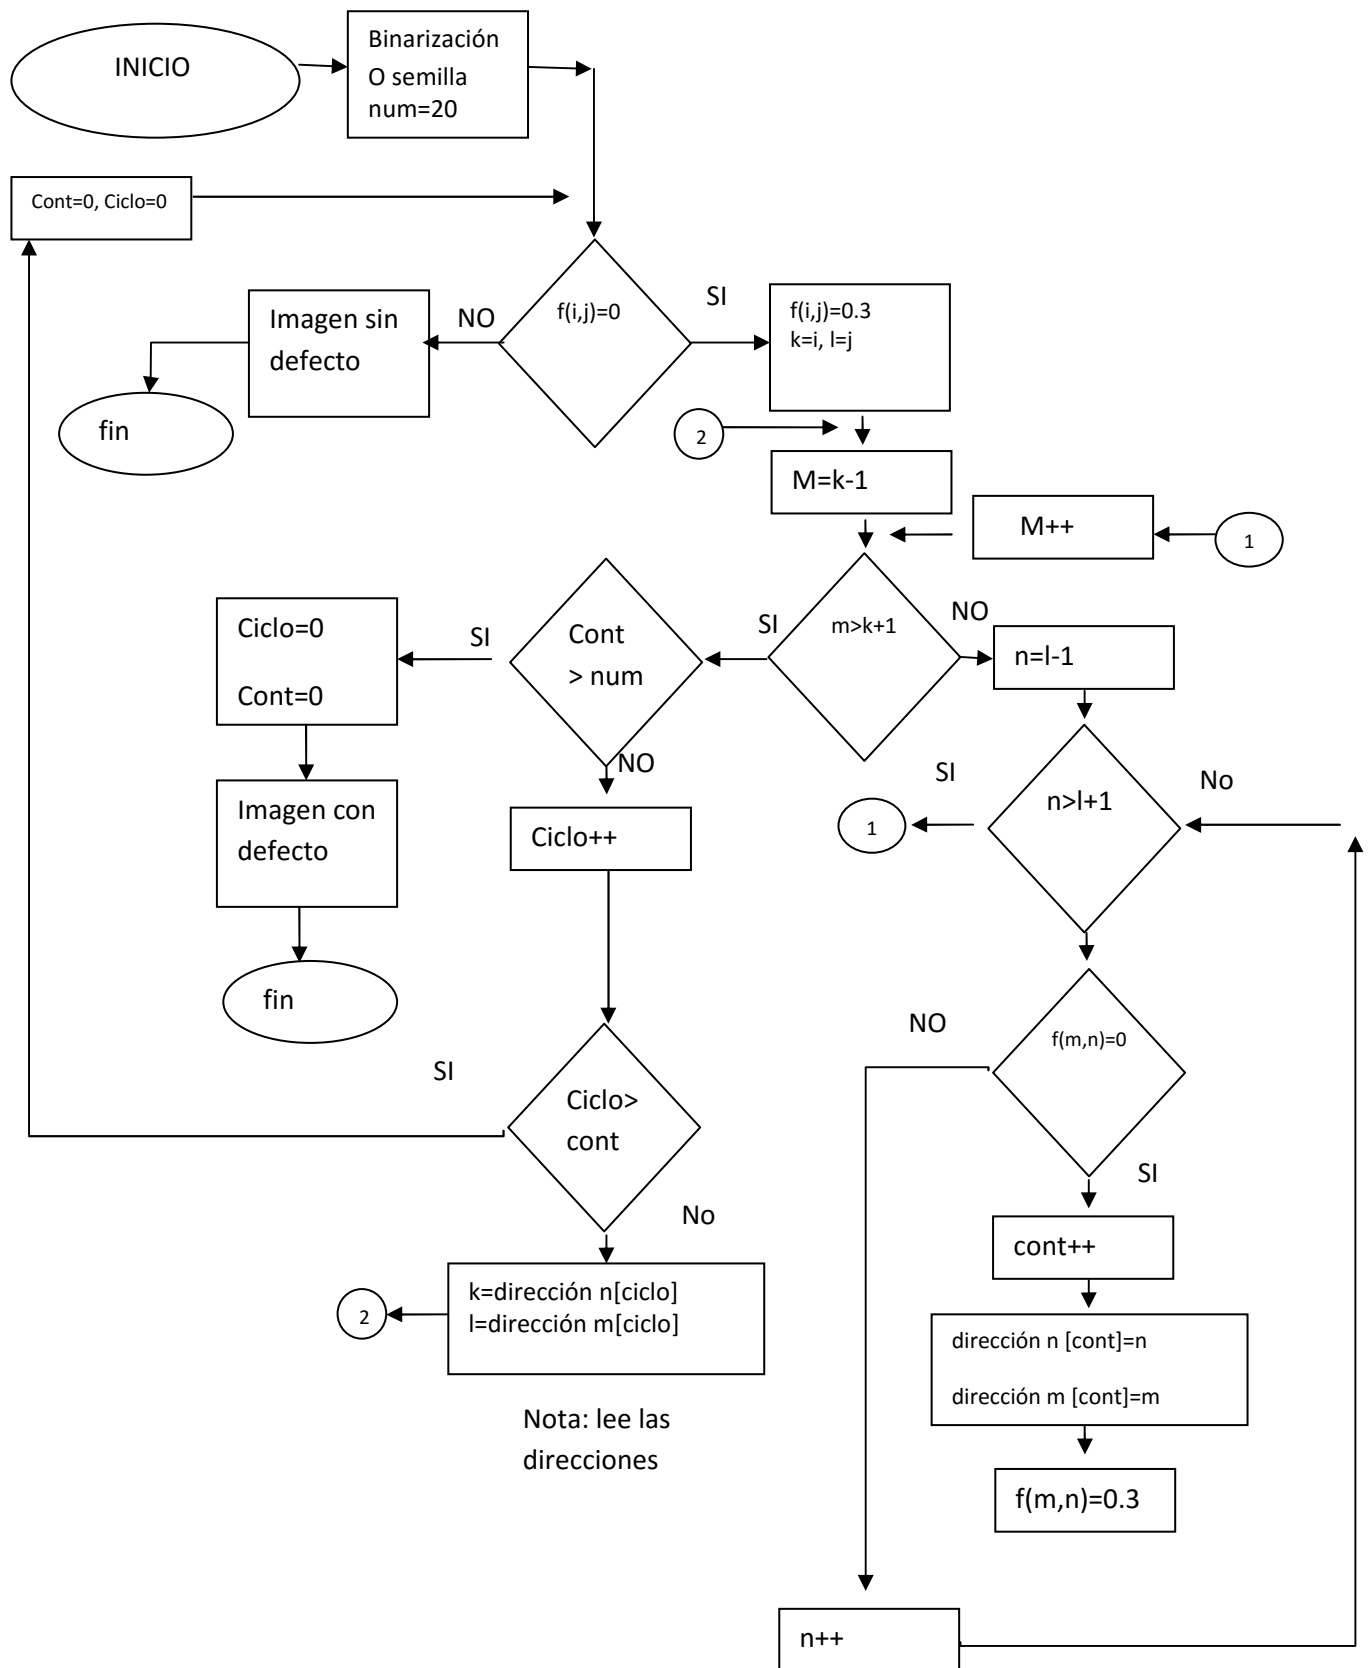 INICIO
Binarización
O semilla
num=20
Cont=0, Ciclo=0
f(i,j)=0
SI
NO
Imagen sin
defecto
fin
f(i,j)=0.3
k=i, l=j
2
M=k-1
M++
1
m>k+1
SI
NO
Cont
> num
SI
NO
Ciclo=0
Cont=0
Imagen con
defecto
fin
n=l-1
n>l+1
SI
No
1
Ciclo++
f(m,n)=0
NO
SI
Ciclo>
cont
SI
No
cont++
k=dirección n[ciclo]
l=dirección m[ciclo]
2
dirección n [cont]=n
dirección m [cont]=m
Nota: lee las
direcciones
f(m,n)=0.3
n++